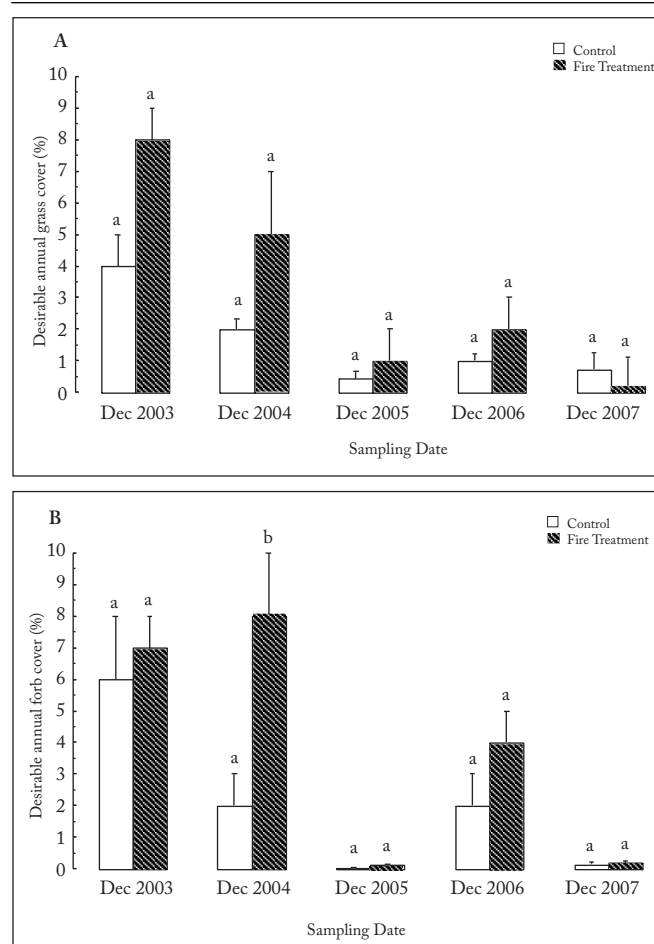 A
Control
Fire Treatment
Desirable annual grass cover (%)
10
9
8
7
6
5
4
3
2
1
0
a a
a a
a a
a a
a a
Dec 2003 Dec 2004 Dec 2005 Dec 2006 Dec 2007
Sampling Date
B
Control
Fire Treatment
Desirable annual forb cover (%)
10
9
8
7
6
5
4
3
2
1
0
a a
a b
a a
a a
a a
Dec 2003 Dec 2004 Dec 2005 Dec 2006 Dec 2007
Sampling Date